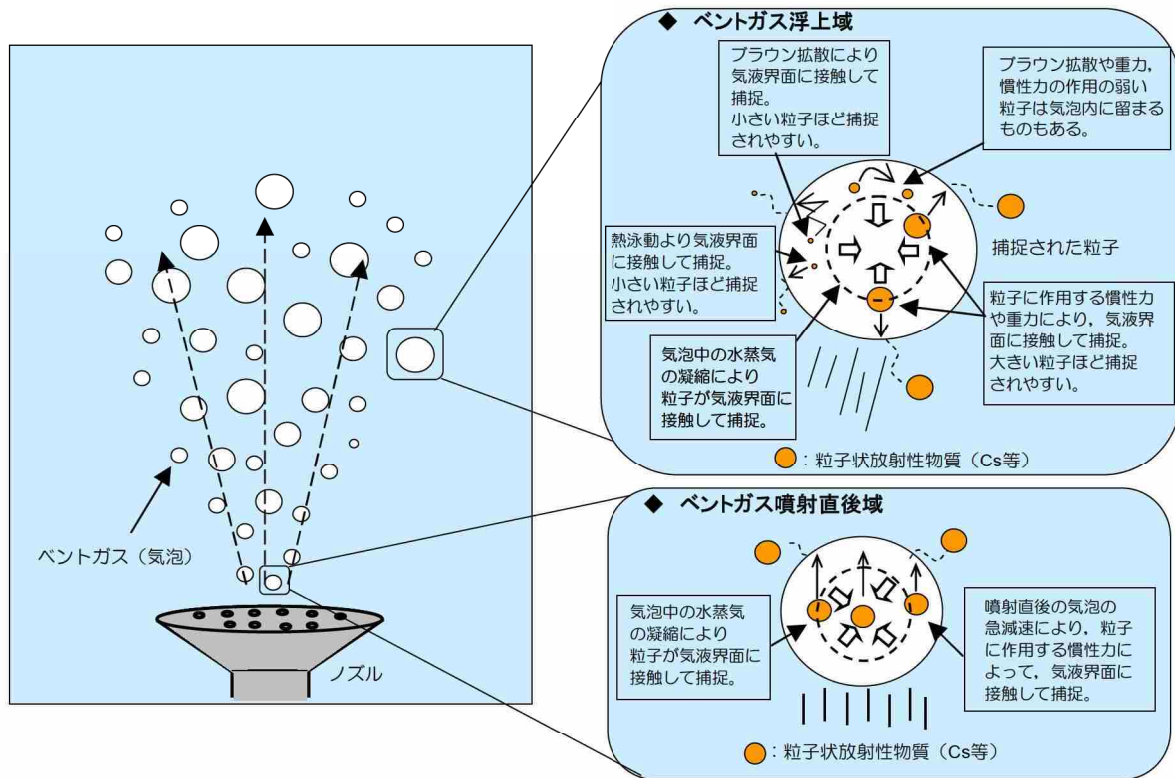 ◆ ベントガス浮上域
ブラウン拡散により
気液界面に接触して
捕捉。
小さい粒子ほど捕捉
されやすい。
ブラウン拡散や重力，
慣性力の作用の弱い
粒子は気泡内に留まる
ものもある。
熱泳動より気液界面
に接触して捕捉。
小さい粒子ほど捕捉
されやすい。
捕捉された粒子
粒子に作用する慣性力
や重力により，気液界
面に接触して捕捉。
大きい粒子ほど捕捉
されやすい。
気泡中の水蒸気
の凝縮により
粒子が気液界面に
接触して捕捉。
：粒子状放射性物質（Cs等）
ベントガス（気泡）
ノズル
◆ ベントガス噴射直後域
気泡中の水蒸気
の凝縮により
粒子が気液界面に
接触して捕捉。
噴射直後の気泡の
急減速により，粒子
に作用する慣性力に
よって，気液界面に
接触して捕捉。
：粒子状放射性物質（Cs等）